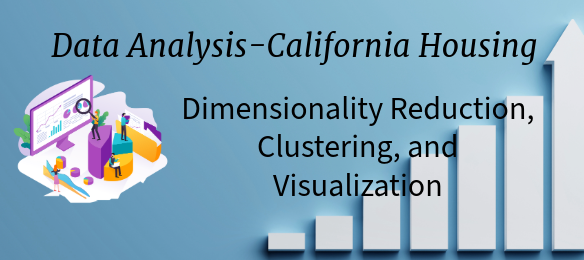 Data Analysis-California Housing
Dimensionality Reduction,
Clustering, and
Visualization